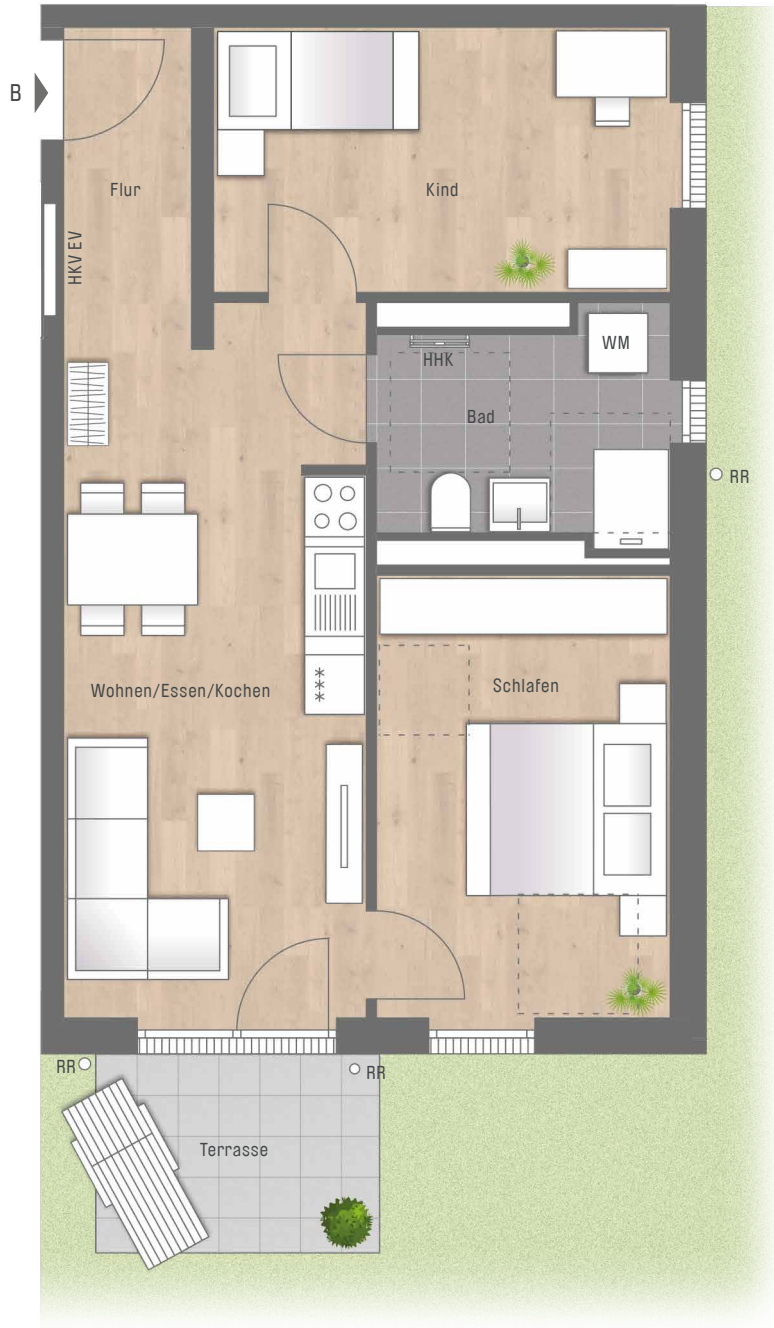 B
Flur
Kind
HKV EV
WM
HHK
Bad
RR
***
Wohnen/Essen/Kochen
Schlafen
RR
RR
Terrasse